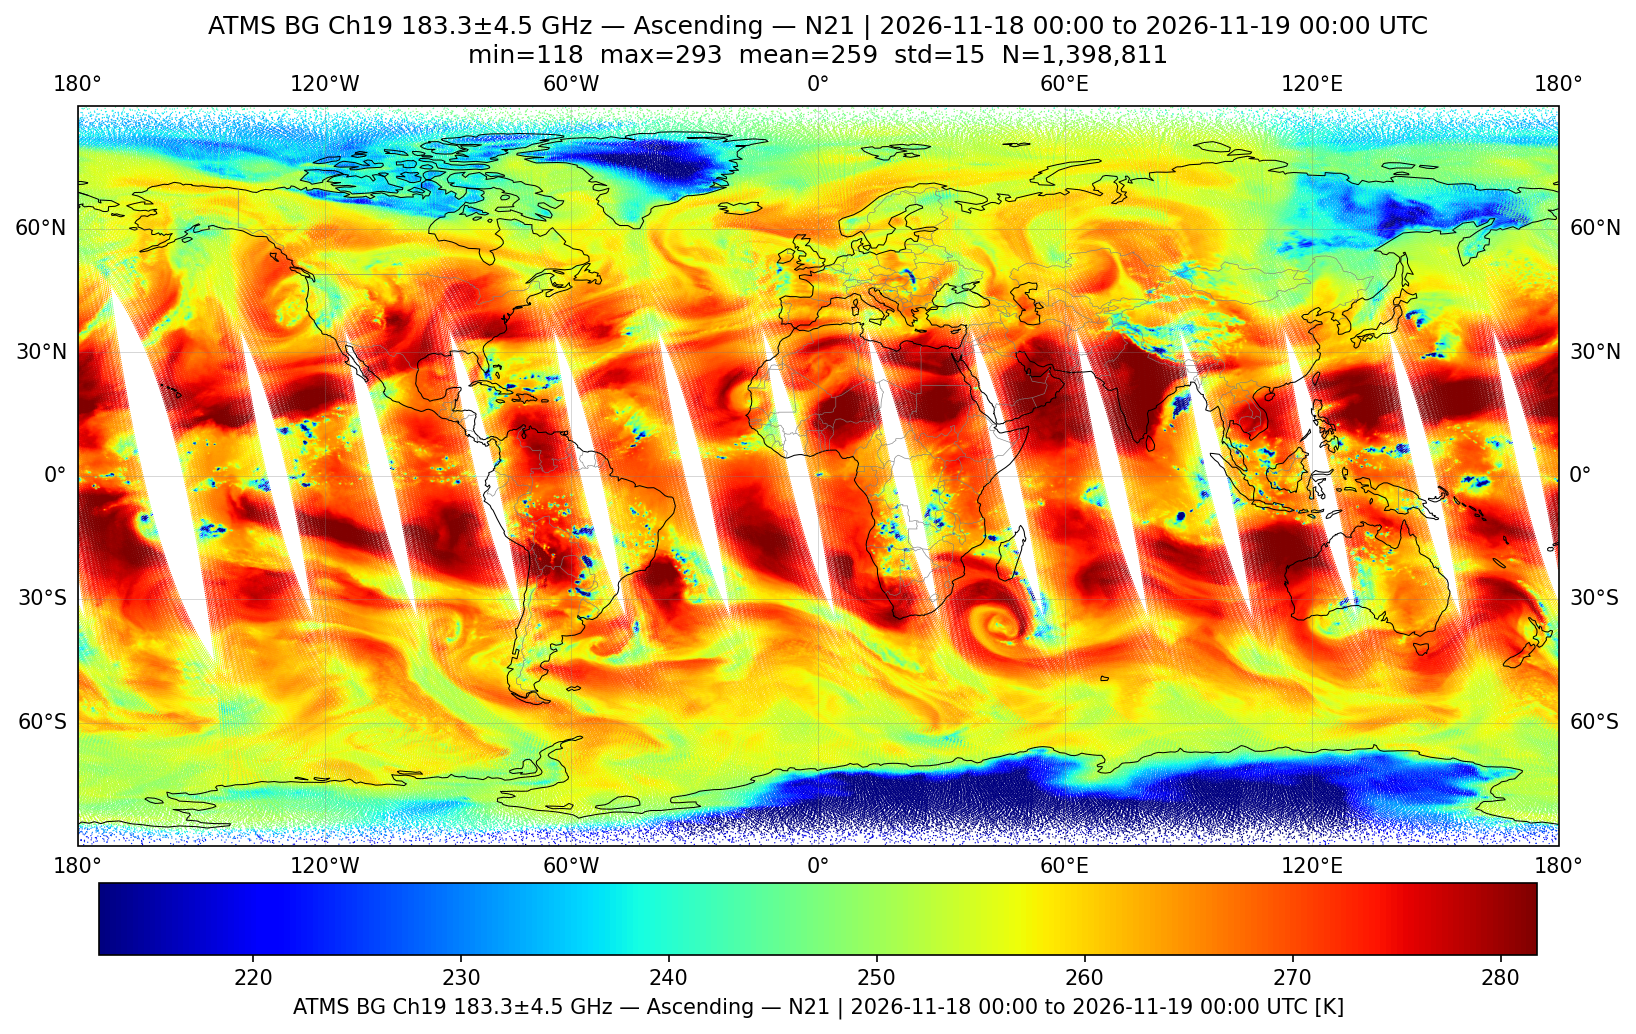 ATMS BG Ch19 183.3±4.5 GHz — Ascending — N21 | 2026-11-18 00:00 to 2026-11-19 00:00 UTC
min=118 max=293 mean=259 std=15 N=1,398,811
180° 120°W 60°W 0° 60°E 120°E 180°
60°N 60°N
30°N 30°N
0° 0°
30°S 30°S
60°S 60°S
180° 120°W 60°W 0° 60°E 120°E 180°
220 230 240 250 260 270 280
ATMS BG Ch19 183.3±4.5 GHz — Ascending — N21 | 2026-11-18 00:00 to 2026-11-19 00:00 UTC [K]